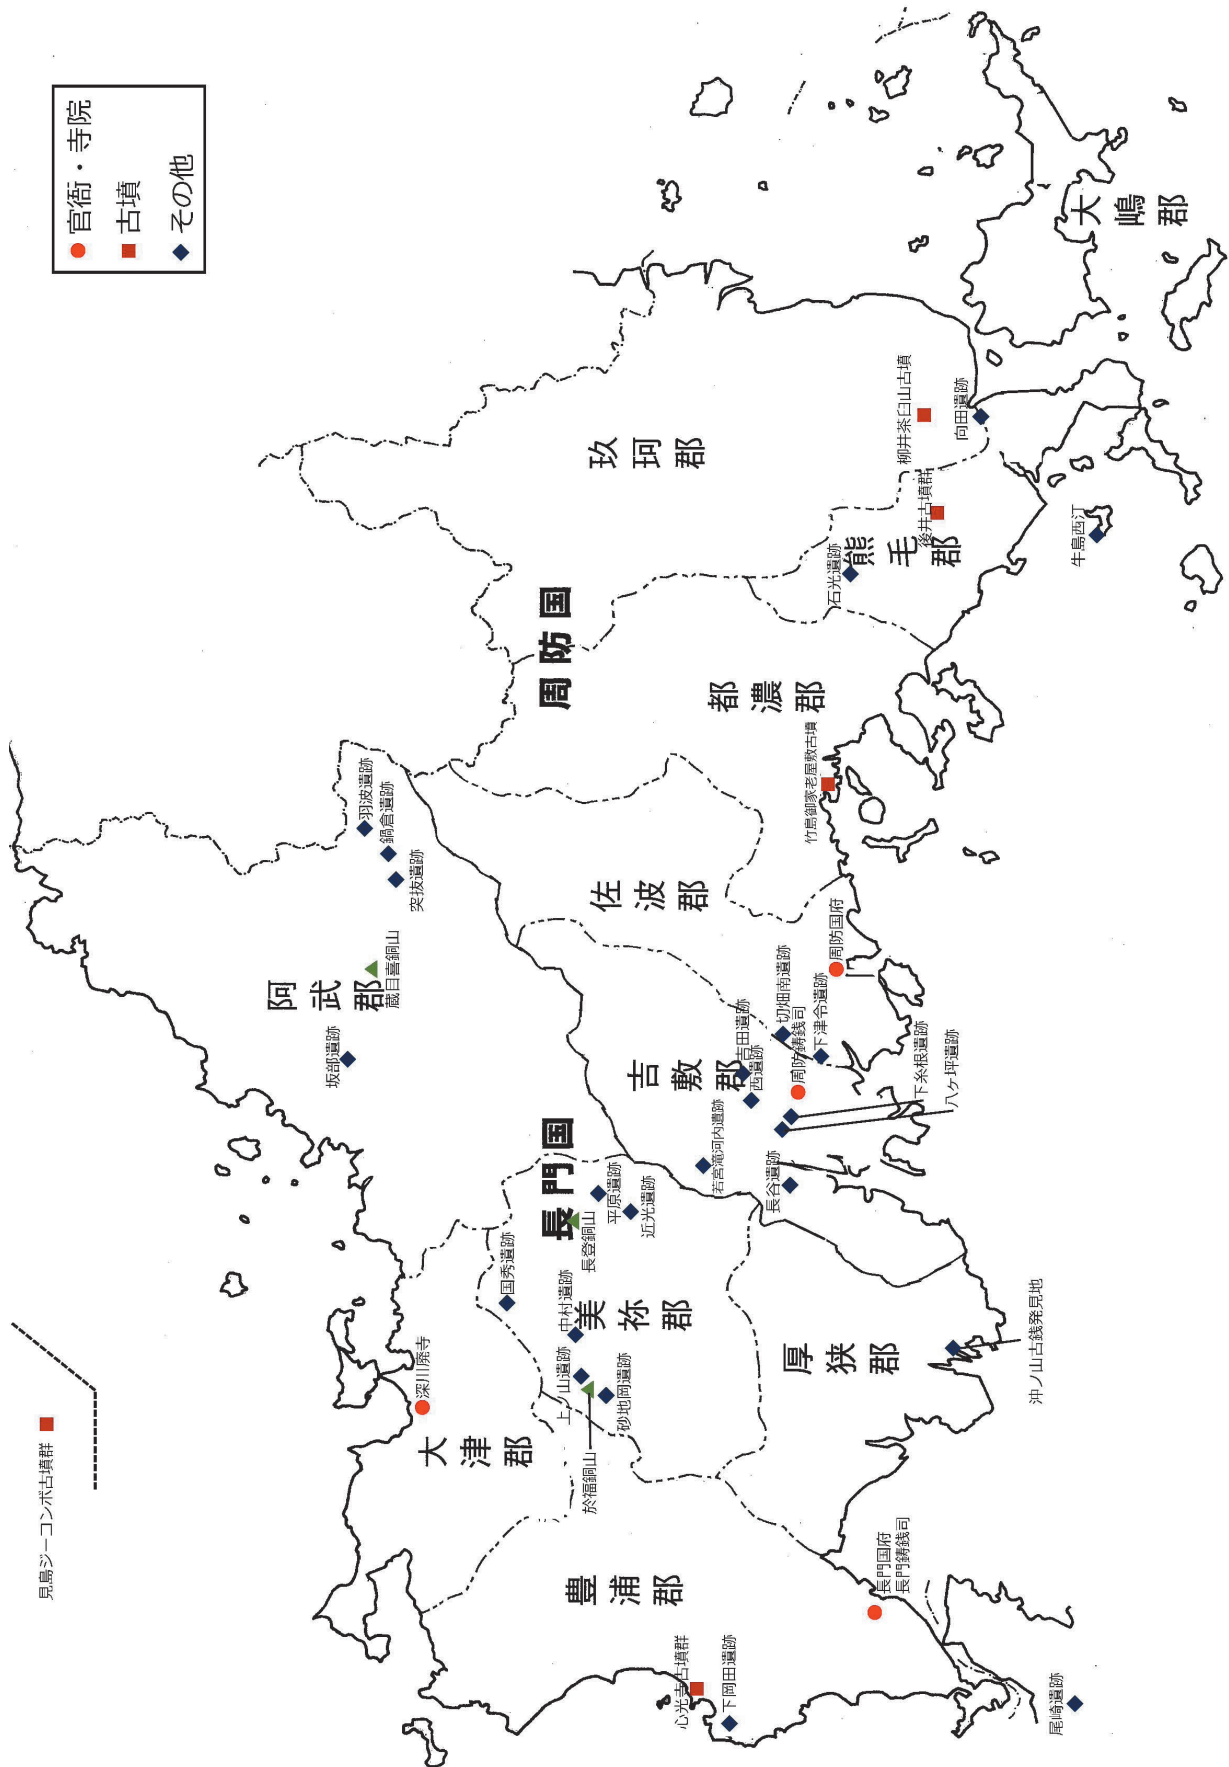 官衙・寺院
古墳
その他
見島ジーコンボ古墳群
周防国
長門国
阿武郡
大津郡
美祢郡
豊浦郡
厚狭郡
吉敷郡
佐波郡
都濃郡
熊毛郡
玖珂郡
大嶋郡
羽波遺跡
鍋倉遺跡
突抜遺跡
蔵目喜銅山
坂部遺跡
深川廃寺
国秀遺跡
中村遺跡
上ノ山遺跡
砂地岡遺跡
於福銅山
長登銅山
平原遺跡
近光遺跡
心光寺古墳群
下岡田遺跡
長門国府
長門鋳銭司
尾崎遺跡
沖ノ山古銭発見地
若宮滝河内遺跡
長谷遺跡
吉田遺跡
西遺跡
切畑南遺跡
周防鋳銭司
下津令遺跡
下糸根遺跡
八ヶ坪遺跡
周防国府
竹島御家老屋敷古墳
石光遺跡
後井古墳群
柳井茶臼山古墳
向田遺跡
牛島西汀